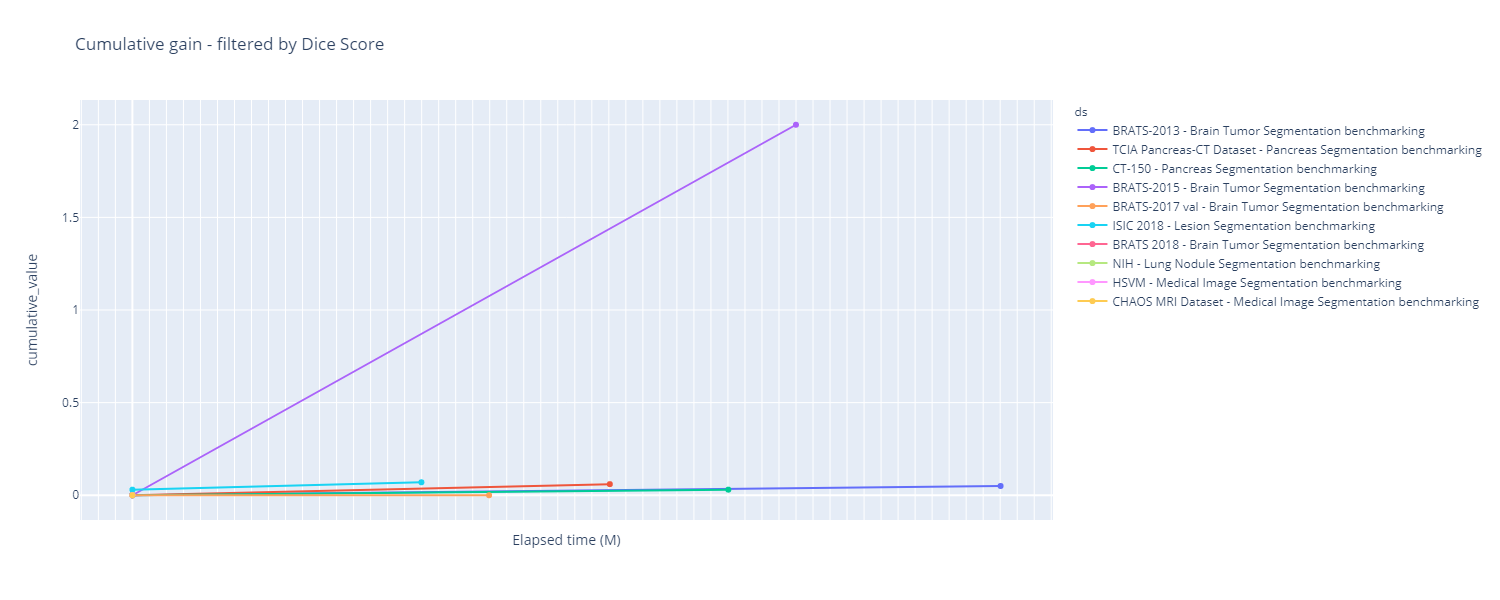 Cumulative gain - filtered by Dice Score
2
1.5
1
0.5
0
cumulative_value
Elapsed time (M)
ds
BRATS-2013 - Brain Tumor Segmentation benchmarking
TCIA Pancreas-CT Dataset - Pancreas Segmentation benchmarking
CT-150 - Pancreas Segmentation benchmarking
BRATS-2015 - Brain Tumor Segmentation benchmarking
BRATS-2017 val - Brain Tumor Segmentation benchmarking
ISIC 2018 - Lesion Segmentation benchmarking
BRATS 2018 - Brain Tumor Segmentation benchmarking
NIH - Lung Nodule Segmentation benchmarking
HSVM - Medical Image Segmentation benchmarking
CHAOS MRI Dataset - Medical Image Segmentation benchmarking